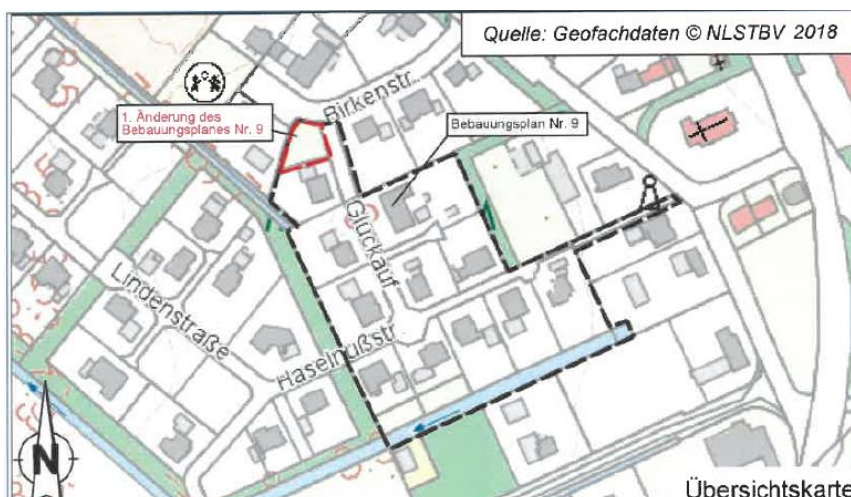 Quelle: Geofachdaten © NLSTBV 2018
Birkenstr.
1. Änderung des
Bebauungsplanes Nr. 9
Bebauungsplan Nr. 9
Glückauf
Lindenstraße
Haselnußstr
N
Übersichtskarte